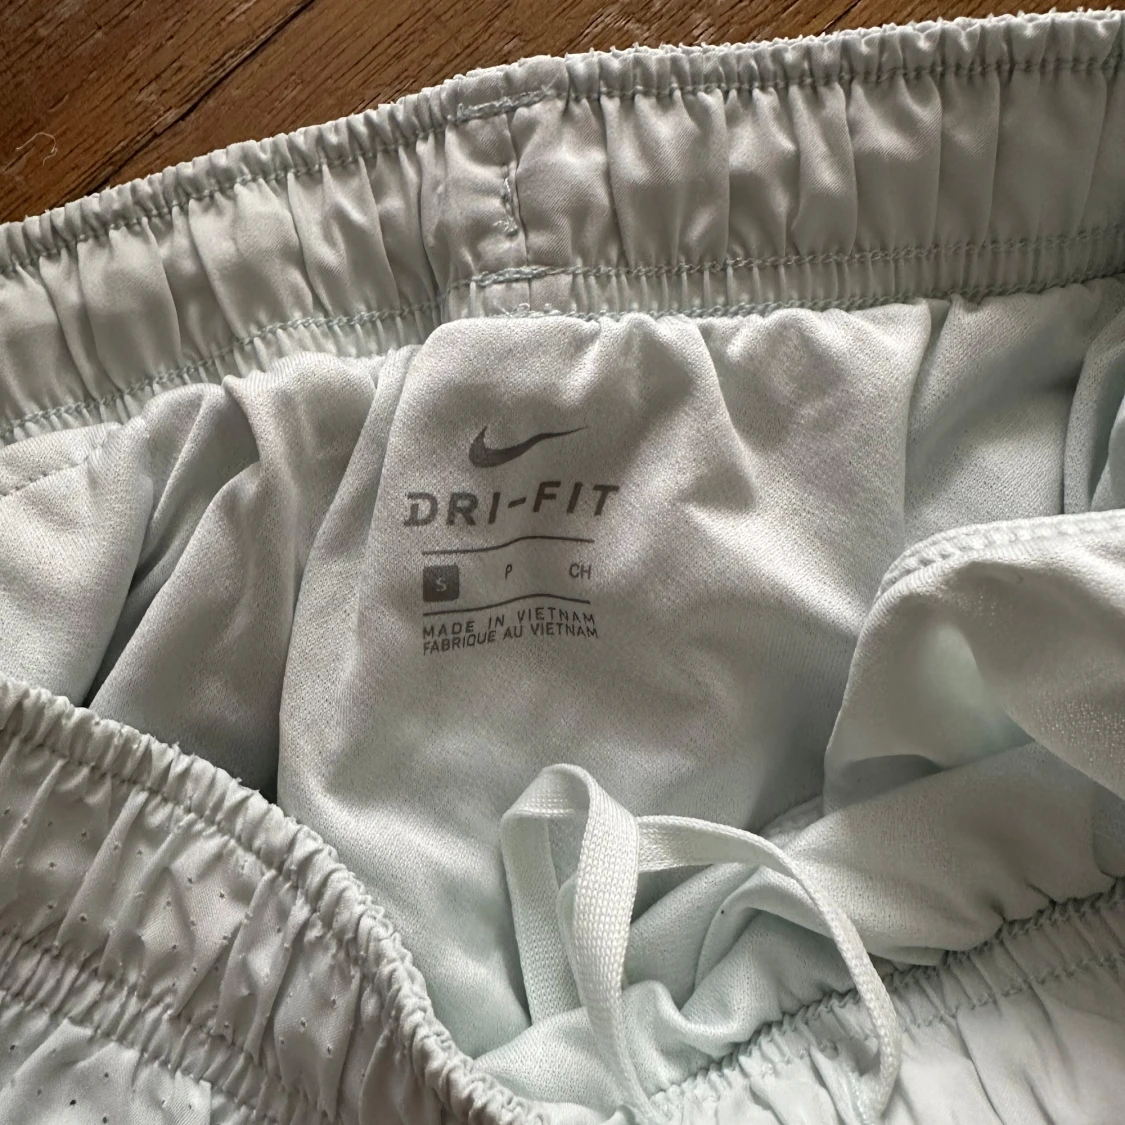 DRI-FIT
S P CH
MADE IN VIETNAM
FABRIQUE AU VIETNAM